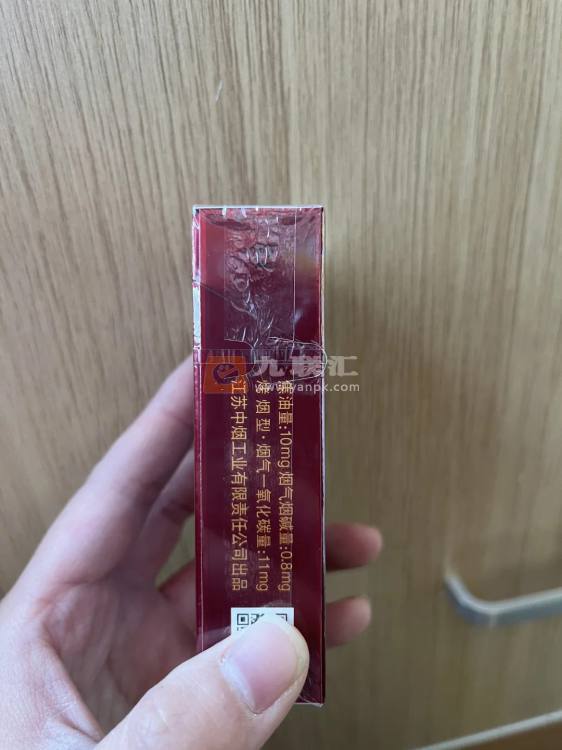 九联汇
www.yanpk.com
焦油量:10mg 烟气烟碱量:0.8mg
烤烟型·烟气一氧化碳量:11mg
江苏中烟工业有限责任公司出品